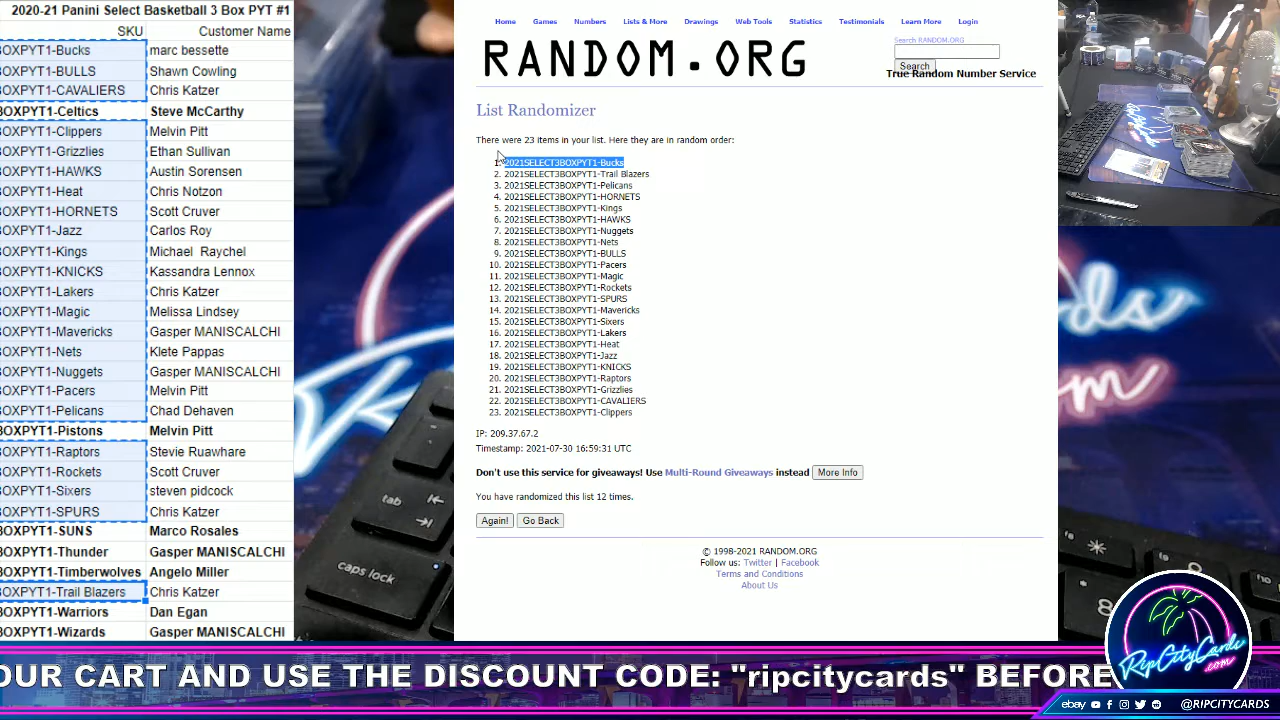 2020-21 Panini Select Basketball 3 Box PYT #1
SKU Customer Name
BOXPYT1-Bucks marc bessette
BOXPYT1-BULLS Shawn Cowling
BOXPYT1-CAVALIERS Chris Katzer
BOXPYT1-Celtics Steve McCarthy
BOXPYT1-Clippers Melvin Pitt
BOXPYT1-Grizzlies Ethan Sullivan
BOXPYT1-HAWKS Austin Sorensen
BOXPYT1-Heat Chris Notzon
BOXPYT1-HORNETS Scott Cruver
BOXPYT1-Jazz Carlos Roy
BOXPYT1-Kings Michael Raychel
BOXPYT1-KNICKS Kassandra Lennox
BOXPYT1-Lakers Chris Katzer
BOXPYT1-Magic Melissa Lindsey
BOXPYT1-Mavericks Gasper MANISCALCHI
BOXPYT1-Nets Klete Pappas
BOXPYT1-Nuggets Gasper MANISCALCHI
BOXPYT1-Pacers Melvin Pitt
BOXPYT1-Pelicans Chad Dehaven
BOXPYT1-Pistons Melvin Pitt
BOXPYT1-Raptors Stevie Ruawhare
BOXPYT1-Rockets Scott Cruver
BOXPYT1-Sixers steven pidcock
BOXPYT1-SPURS Chris Katzer
BOXPYT1-SUNS Marco Rosales
BOXPYT1-Thunder Gasper MANISCALCHI
BOXPYT1-Timberwolves Angelo Miller
BOXPYT1-Trail Blazers Chris Katzer
BOXPYT1-Warriors Dan Egan
BOXPYT1-Wizards Gasper MANISCALCHI
Home Games Numbers Lists & More Drawings Web Tools Statistics Testimonials Learn More Login
RANDOM.ORG
Search RANDOM.ORG
Search
True Random Number Service
List Randomizer
There were 23 items in your list. Here they are in random order:
1. 2021SELECT3BOXPYT1-Bucks
2. 2021SELECT3BOXPYT1-Trail Blazers
3. 2021SELECT3BOXPYT1-Pelicans
4. 2021SELECT3BOXPYT1-HORNETS
5. 2021SELECT3BOXPYT1-Kings
6. 2021SELECT3BOXPYT1-HAWKS
7. 2021SELECT3BOXPYT1-Nuggets
8. 2021SELECT3BOXPYT1-Nets
9. 2021SELECT3BOXPYT1-BULLS
10. 2021SELECT3BOXPYT1-Pacers
11. 2021SELECT3BOXPYT1-Magic
12. 2021SELECT3BOXPYT1-Rockets
13. 2021SELECT3BOXPYT1-SPURS
14. 2021SELECT3BOXPYT1-Mavericks
15. 2021SELECT3BOXPYT1-Sixers
16. 2021SELECT3BOXPYT1-Lakers
17. 2021SELECT3BOXPYT1-Heat
18. 2021SELECT3BOXPYT1-Jazz
19. 2021SELECT3BOXPYT1-KNICKS
20. 2021SELECT3BOXPYT1-Raptors
21. 2021SELECT3BOXPYT1-Grizzlies
22. 2021SELECT3BOXPYT1-CAVALIERS
23. 2021SELECT3BOXPYT1-Clippers
IP: 209.37.67.2
Timestamp: 2021-07-30 16:59:31 UTC
Don't use this service for giveaways! Use Multi-Round Giveaways instead More Info
You have randomized this list 12 times.
Again! Go Back
© 1998-2021 RANDOM.ORG
Follow us: Twitter | Facebook
Terms and Conditions
About Us
tab
caps lock
OUR CART AND USE THE DISCOUNT CODE: "ripcitycards" BEFORE
RipCityCards
.com
ebay @RIPCITYCARDS